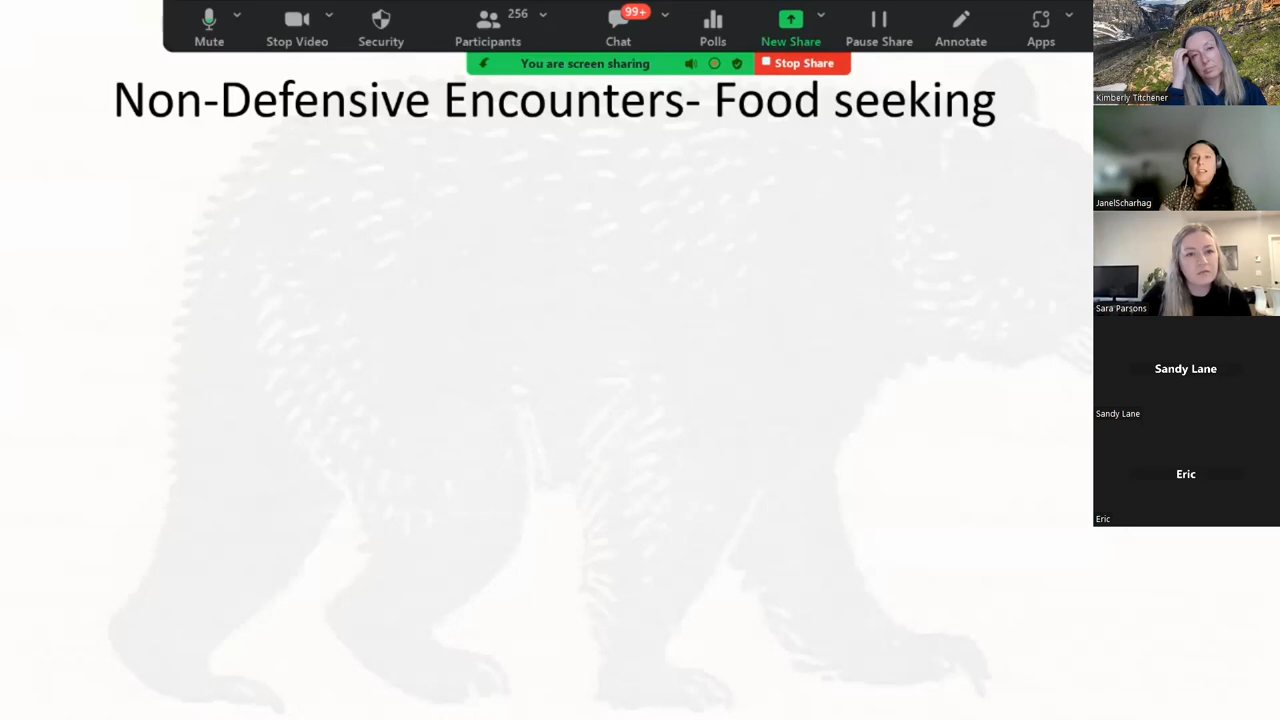 256
99+
Mute
Stop Video
Security
Participants
Chat
Polls
New Share
Pause Share
Annotate
Apps
You are screen sharing
Stop Share
Non-Defensive Encounters- Food seeking
Kimberly Titchener
JanelScharhag
Sara Parsons
Sandy Lane
Sandy Lane
Eric
Eric